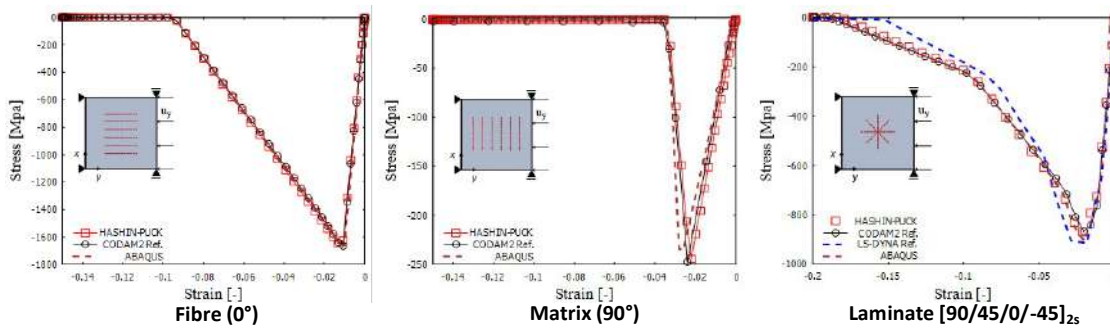 0
-200
-400
-600
-800
-1000
-1200
-1400
-1600
-1800
Stress [Mpa]
u_y
x
y
HASHIN-PUCK
CODAM2 Ref.
ABAQUS
-0.14 -0.12 -0.1 -0.08 -0.06 -0.04 -0.02 0
Strain [-]
Fibre (0°)
0
-50
-100
-150
-200
-250
Stress [Mpa]
u_y
x
y
HASHIN-PUCK
CODAM2 Ref.
ABAQUS
-0.14 -0.12 -0.1 -0.08 -0.06 -0.04 -0.02 0
Strain [-]
Matrix (90°)
0
-200
-400
-600
-800
-1000
Stress [Mpa]
u_y
x
y
HASHIN-PUCK
CODAM2 Ref.
LS-DYNA Ref.
ABAQUS
-0.2 -0.1 -0.05
Strain [-]
Laminate [90/45/0/-45]2s